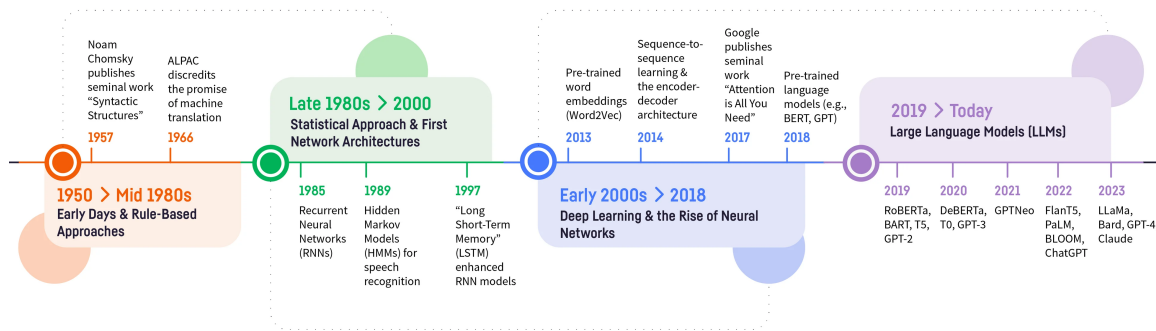 Noam
Chomsky
publishes
seminal work
“Syntactic
Structures”
1957
ALPAC
discredits
the promise
of machine
translation
1966
1950 > Mid 1980s
Early Days & Rule-Based
Approaches
Late 1980s > 2000
Statistical Approach & First
Network Architectures
1985
Recurrent
Neural
Networks
(RNNs)
1989
Hidden
Markov
Models
(HMMs) for
speech
recognition
1997
“Long
Short-Term
Memory”
(LSTM)
enhanced
RNN models
Pre-trained
word
embeddings
(Word2Vec)
2013
Sequence-to-
sequence
learning &
the encoder-
decoder
architecture
2014
Google
publishes
seminal
work
“Attention
is All You
Need”
2017
Pre-trained
language
models (e.g.,
BERT, GPT)
2018
Early 2000s > 2018
Deep Learning & the Rise of Neural
Networks
2019 > Today
Large Language Models (LLMs)
2019
RoBERTa,
BART, T5,
GPT-2
2020
DeBERTa,
T0, GPT-3
2021
GPTNeo
2022
FlanT5,
PaLM,
BLOOM,
ChatGPT
2023
LLaMa,
Bard, GPT-4
Claude